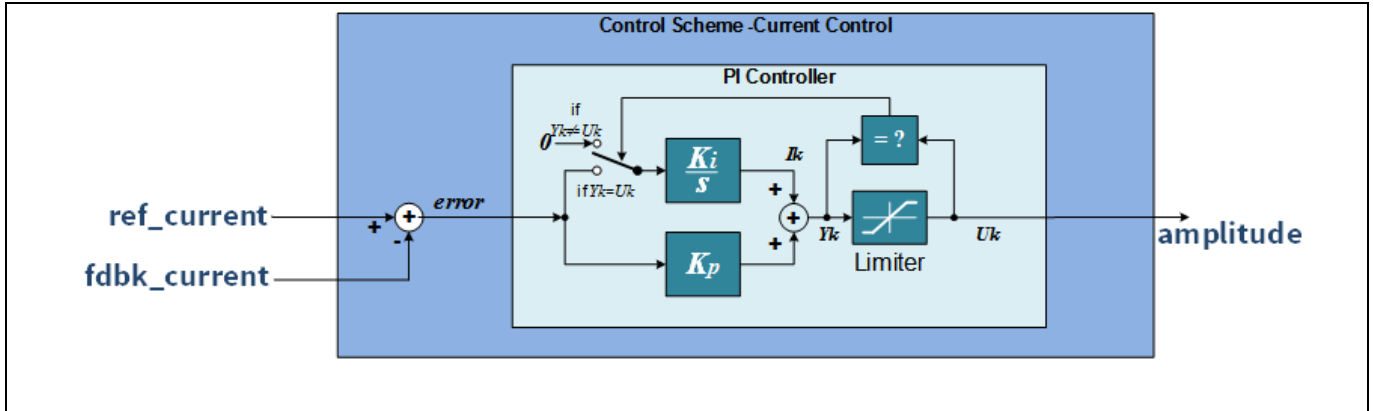 Control Scheme -Current Control
PI Controller
if
Yk≠Uk
0
= ?
Ki
s
Ik
if Yk=Uk
+
ref_current
+
+
error
+
Yk
Uk
amplitude
-
+
fdbk_current
Kp
Limiter